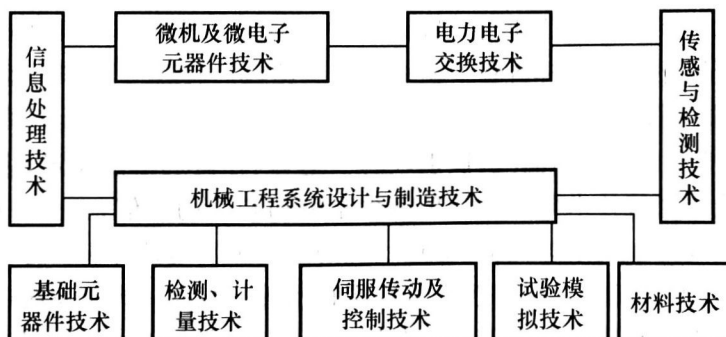 信息处理技术
微机及微电子
元器件技术
电力电子
交换技术
传感与检测技术
机械工程系统设计与制造技术
基础元
器件技术
检测、计
量技术
伺服传动及
控制技术
试验模
拟技术
材料技术